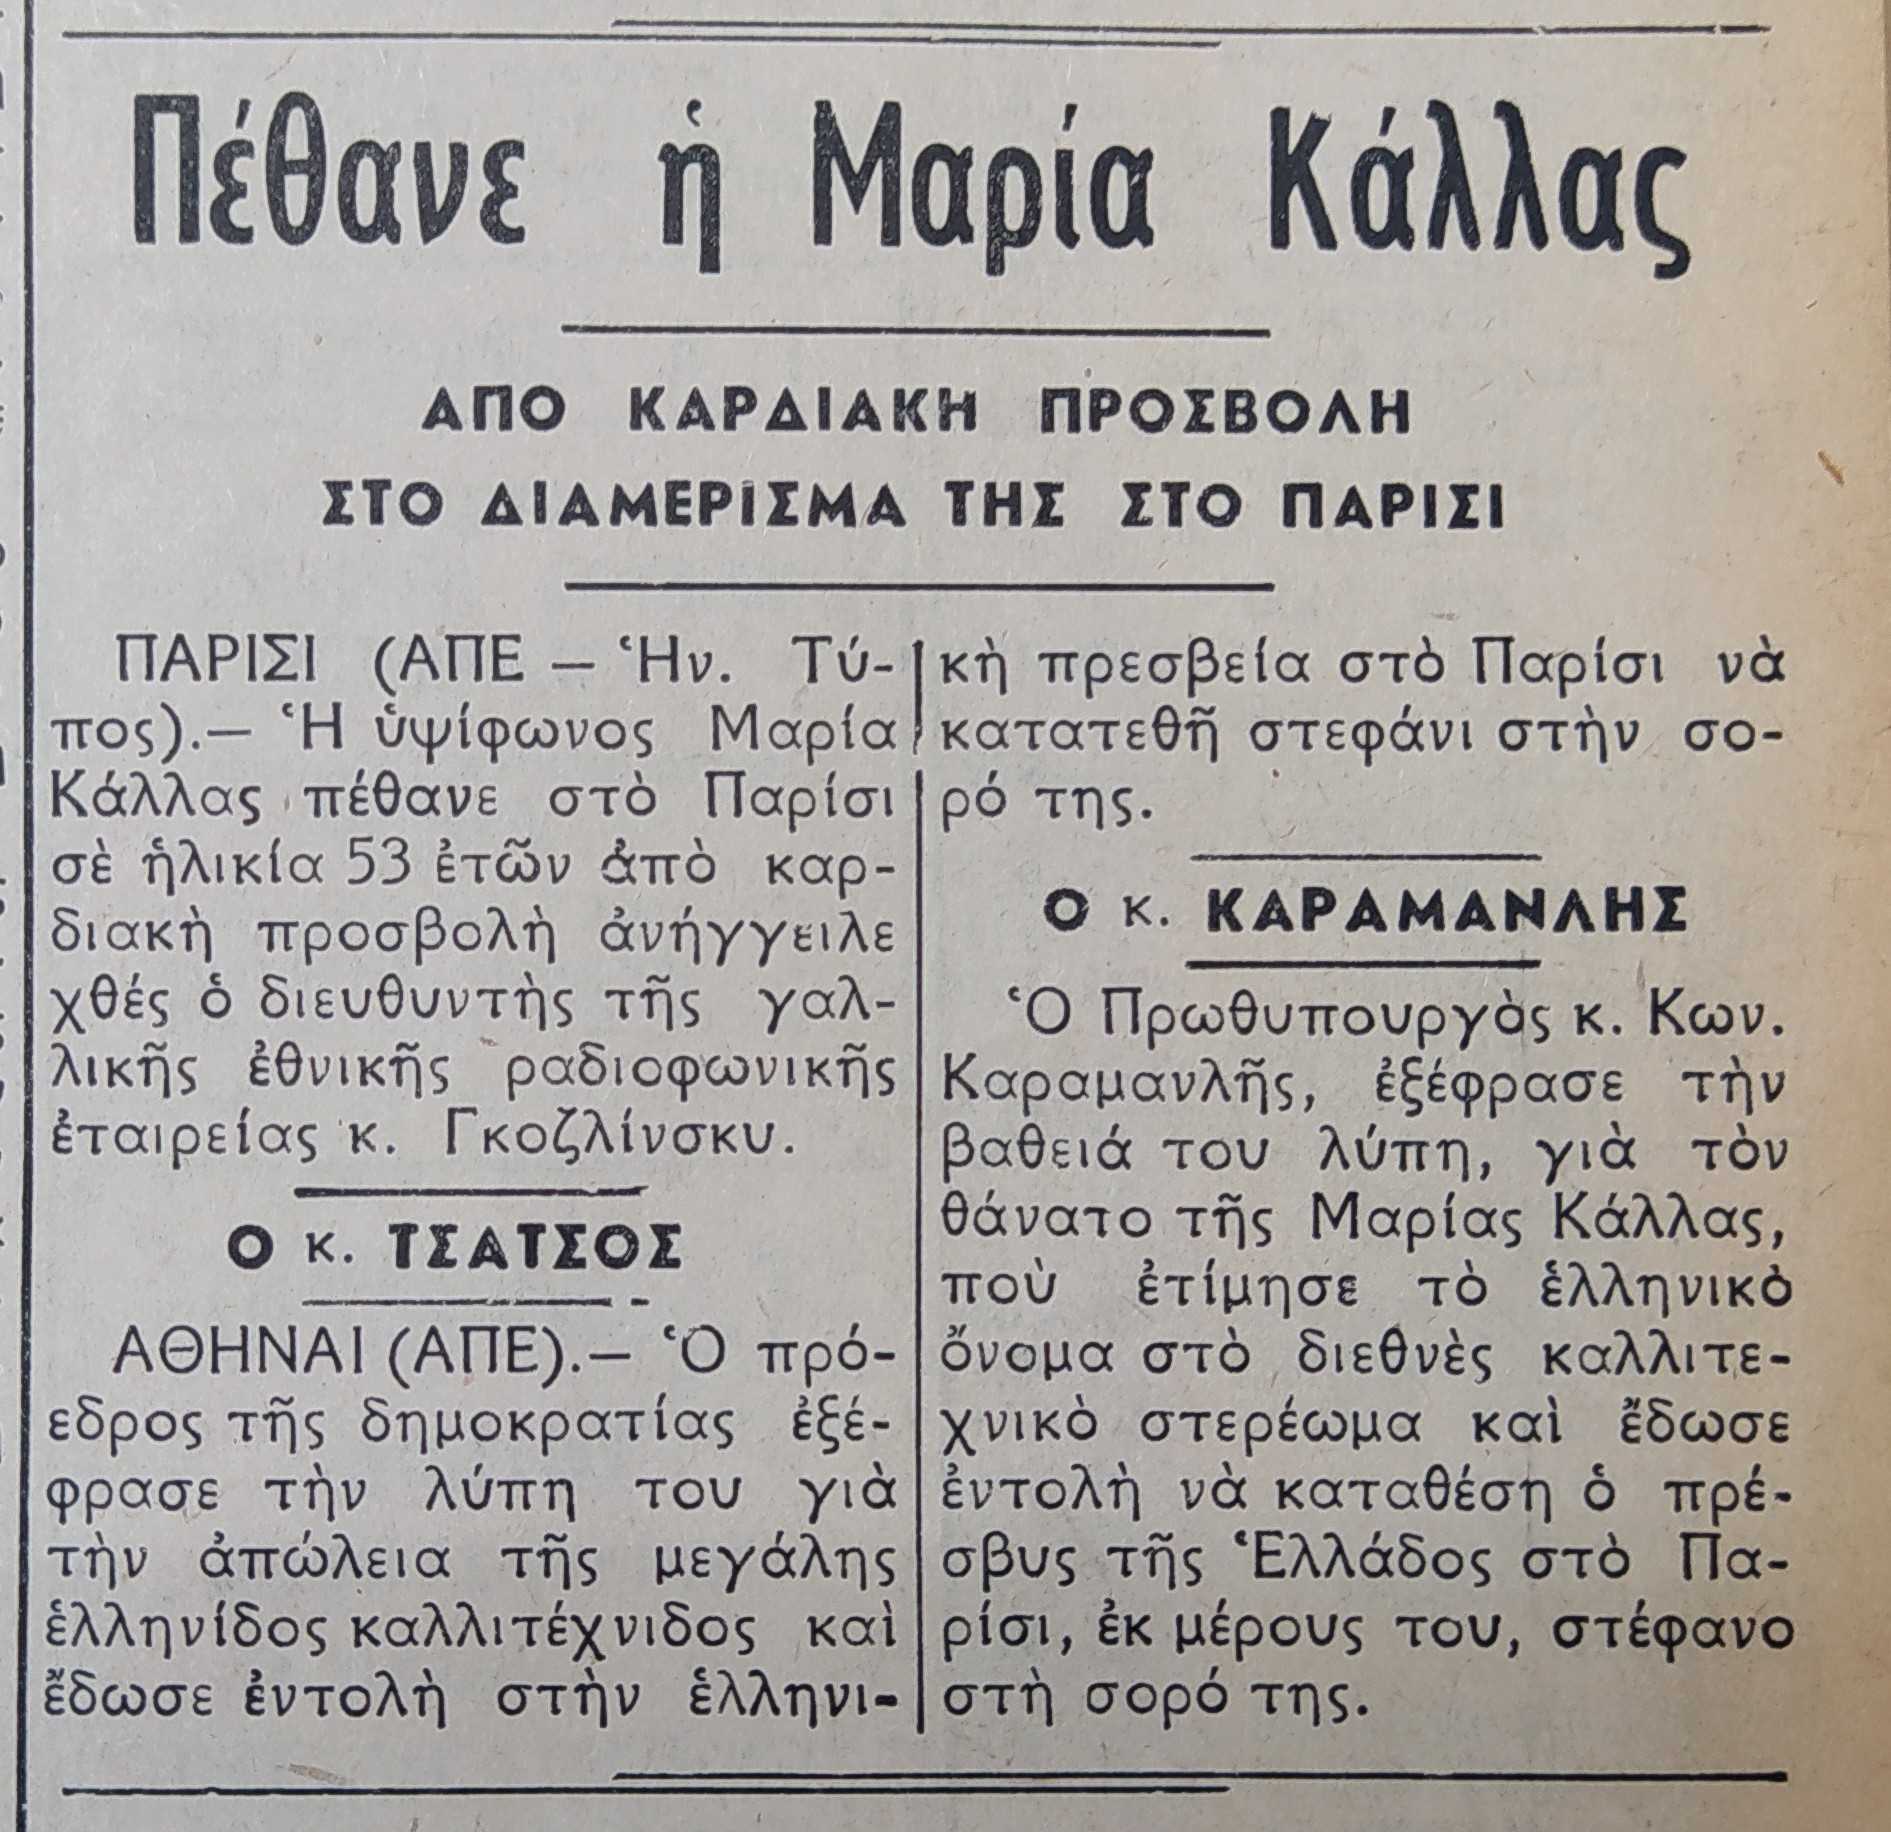 Πέθανε ἡ Μαρία Κάλλας
ΑΠΟ ΚΑΡΔΙΑΚΗ ΠΡΟΣΒΟΛΗ
ΣΤΟ ΔΙΑΜΕΡΙΣΜΑ ΤΗΣ ΣΤΟ ΠΑΡΙΣΙ
ΠΑΡΙΣΙ (ΑΠΕ — Ἡν. Τύ-
πος).— Ἡ ὑψίφωνος Μαρία
Κάλλας πέθανε στὸ Παρίσι
σὲ ἡλικία 53 ἐτῶν ἀπὸ καρ-
διακὴ προσβολὴ ἀνήγγειλε
χθές ὁ διευθυντὴς τῆς γαλ-
λικῆς ἐθνικῆς ραδιοφωνικῆς
ἑταιρείας κ. Γκοζλίνσκυ.
Ο κ. ΤΣΑΤΣΟΣ
ΑΘΗΝΑΙ (ΑΠΕ).— Ὁ πρό-
εδρος τῆς δημοκρατίας ἐξέ-
φρασε τὴν λύπη του γιὰ
τὴν ἀπώλεια τῆς μεγάλης
ἑλληνίδος καλλιτέχνιδος καὶ
ἔδωσε ἐντολὴ στὴν ἑλληνι-
κὴ πρεσβεία στὸ Παρίσι νὰ
κατατεθῆ στεφάνι στὴν σο-
ρό της.
Ο κ. ΚΑΡΑΜΑΝΛΗΣ
Ὁ Πρωθυπουργὸς κ. Κων.
Καραμανλῆς, ἐξέφρασε τὴν
βαθειά του λύπη, γιὰ τὸν
θάνατο τῆς Μαρίας Κάλλας,
ποὺ ἐτίμησε τὸ ἑλληνικὸ
ὄνομα στὸ διεθνὲς καλλιτε-
χνικὸ στερέωμα καὶ ἔδωσε
ἐντολὴ νὰ καταθέση ὁ πρέ-
σβυς τῆς Ἑλλάδος στὸ Πα-
ρίσι, ἐκ μέρους του, στέφανο
στὴ σορό της.